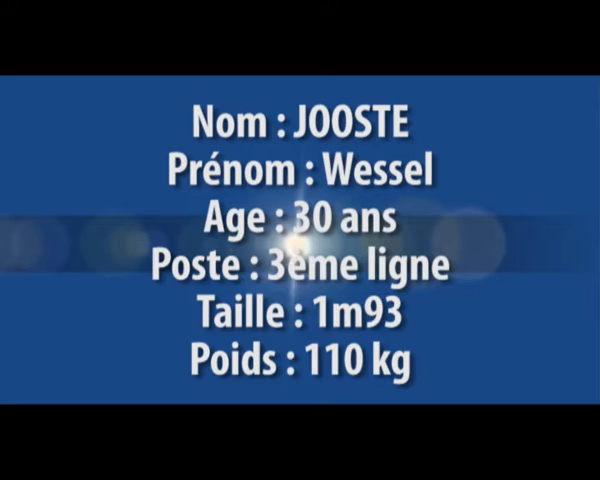 Nom : JOOSTE
Prénom : Wessel
Age : 30 ans
Poste : 3ème ligne
Taille : 1m93
Poids : 110 kg